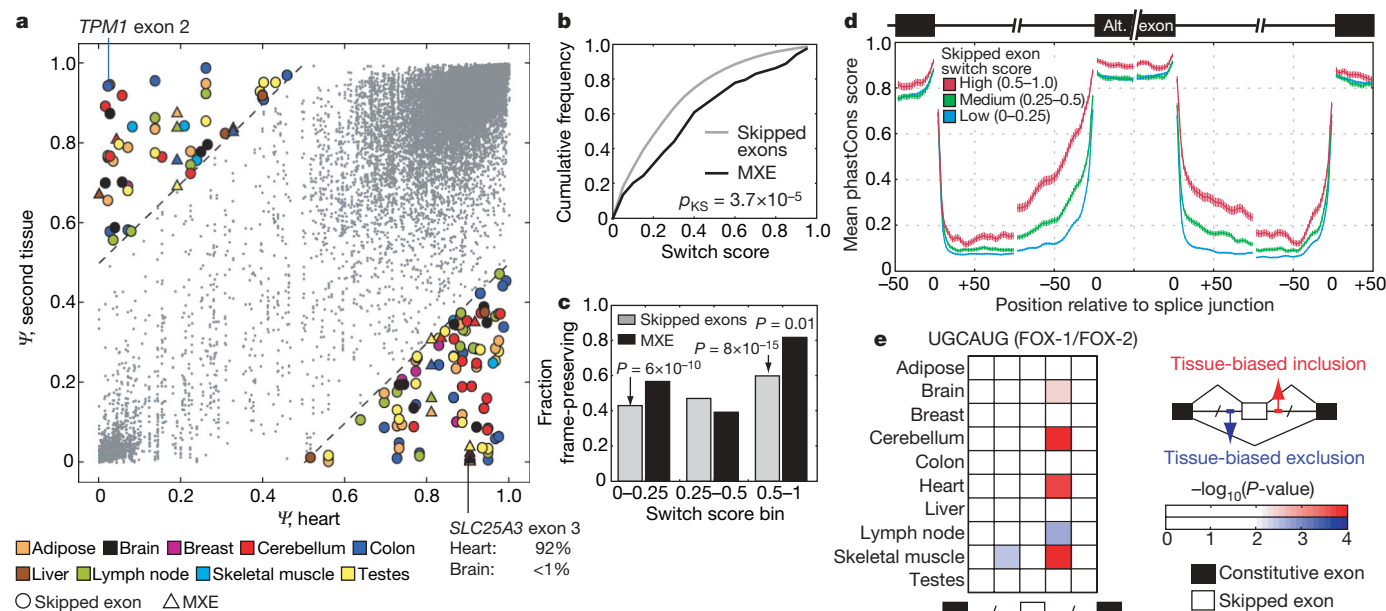 a
TPM1 exon 2
Ψ, second tissue
1.0
0.8
0.6
0.4
0.2
0
0 0.2 0.4 0.6 0.8 1.0
Ψ, heart
SLC25A3 exon 3
Heart: 92%
Brain: <1%
Adipose Brain Breast Cerebellum Colon
Liver Lymph node Skeletal muscle Testes
Skipped exon MXE
b
Cumulative frequency
1.0
0.8
0.6
0.4
0.2
0
Skipped
exons
MXE
pKS = 3.7×10–5
0 0.2 0.4 0.6 0.8 1.0
Switch score
c
Fraction
frame-preserving
1.0
0.8
0.6
0.4
0.2
0
Skipped exons
MXE
P = 0.01
P = 8×10–15
P = 6×10–10
0–0.25 0.25–0.5 0.5–1
Switch score bin
d
Alt. exon
Mean phastCons score
1.0
0.8
0.6
0.4
0.2
0
Skipped exon
switch score
High (0.5–1.0)
Medium (0.25–0.5)
Low (0–0.25)
–50 0 +50 –50 0 0 +50 –50 0 +50
Position relative to splice junction
e
UGCAUG (FOX-1/FOX-2)
Adipose
Brain
Breast
Cerebellum
Colon
Heart
Liver
Lymph node
Skeletal muscle
Testes
Tissue-biased inclusion
Tissue-biased exclusion
–log10(P-value)
0 1 2 3 4
Constitutive exon
Skipped exon